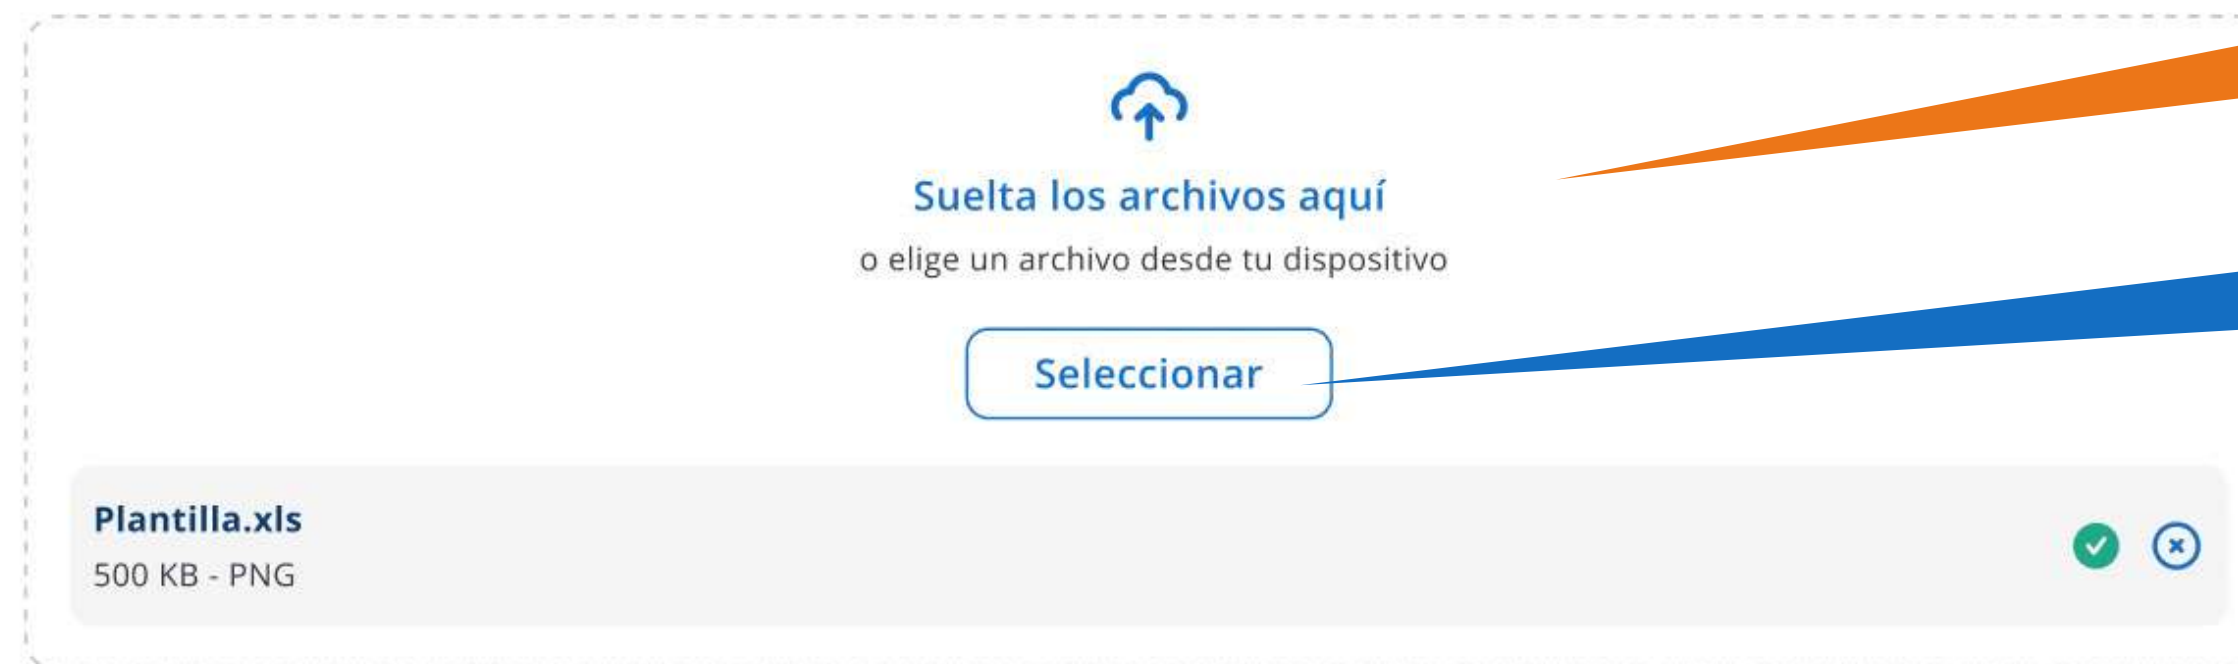 Suelta los archivos aquí
o elige un archivo desde tu dispositivo
Seleccionar
Plantilla.xls
500 KB - PNG